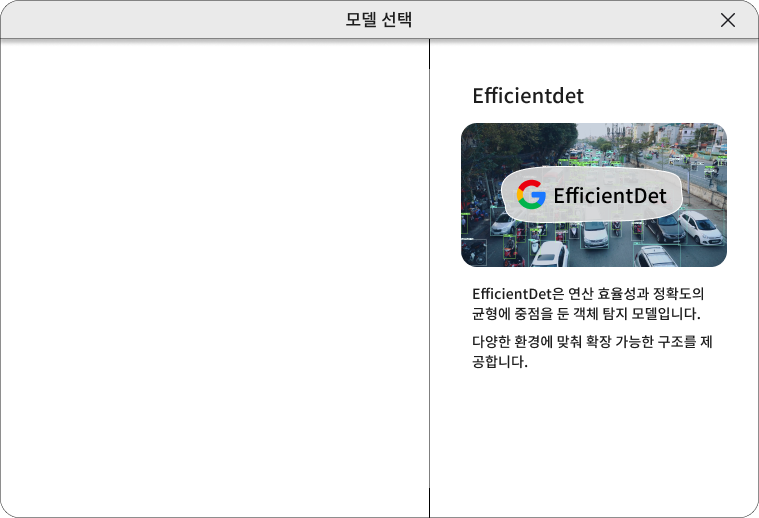 모델 선택
Efficientdet
EfficientDet
EfficientDet은 연산 효율성과 정확도의
균형에 중점을 둔 객체 탐지 모델입니다.
다양한 환경에 맞춰 확장 가능한 구조를 제
공합니다.